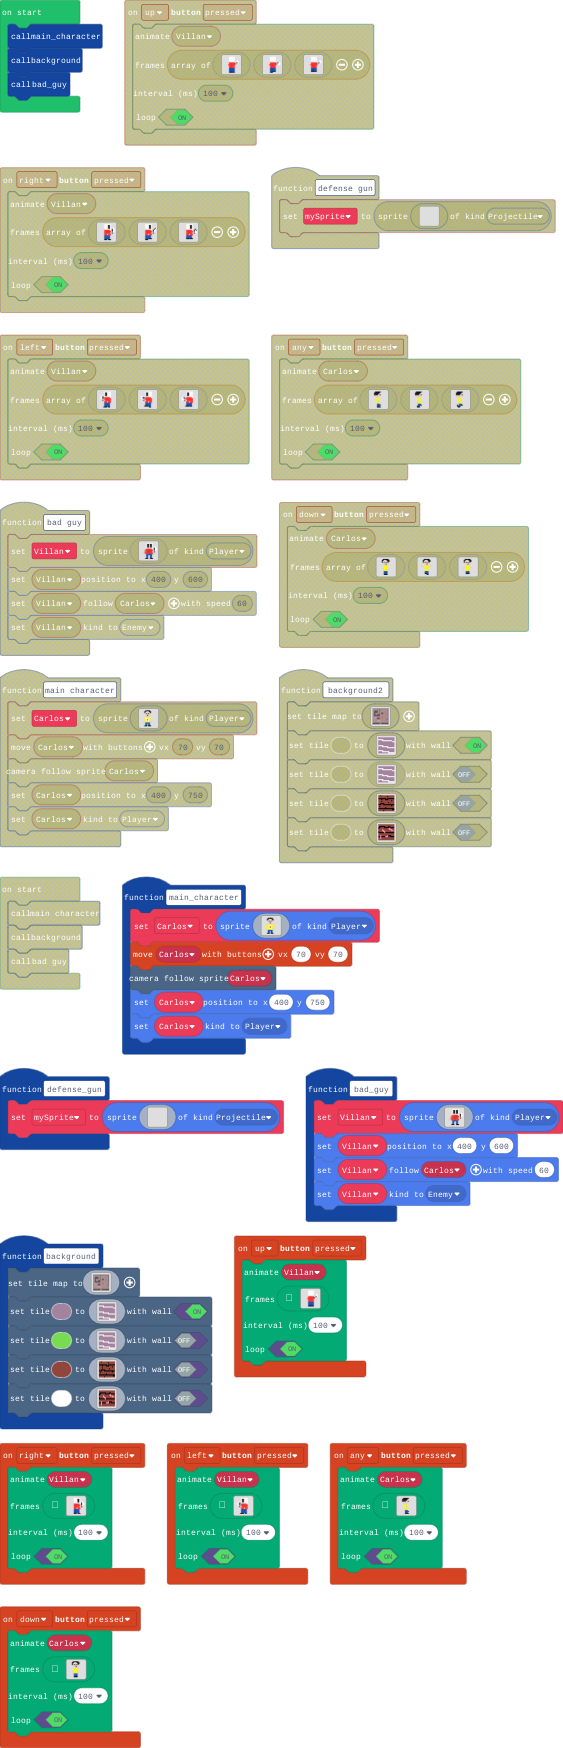 on start
callmain_character
callbackground
callbad_guy
on up button pressed
animate Villan
frames array of
interval (ms) 100
loop ON
on right button pressed
animate Villan
frames array of
interval (ms) 100
loop ON
function defense gun
set mySprite to sprite of kind Projectile
on left button pressed
animate Villan
frames array of
interval (ms) 100
loop ON
on any button pressed
animate Carlos
frames array of
interval (ms) 100
loop ON
function bad guy
set Villan to sprite of kind Player
set Villan position to x 400 y 600
set Villan follow Carlos with speed 60
set Villan kind to Enemy
on down button pressed
animate Carlos
frames array of
interval (ms) 100
loop ON
function main character
set Carlos to sprite of kind Player
move Carlos with buttons vx 70 vy 70
camera follow sprite Carlos
set Carlos position to x 400 y 750
set Carlos kind to Player
function background2
set tile map to
set tile to with wall ON
set tile to with wall OFF
set tile to with wall OFF
set tile to with wall OFF
on start
callmain character
callbackground
callbad guy
function main_character
set Carlos to sprite of kind Player
move Carlos with buttons vx 70 vy 70
camera follow sprite Carlos
set Carlos position to x 400 y 750
set Carlos kind to Player
function defense_gun
set mySprite to sprite of kind Projectile
function bad_guy
set Villan to sprite of kind Player
set Villan position to x 400 y 600
set Villan follow Carlos with speed 60
set Villan kind to Enemy
function background
set tile map to
set tile to with wall ON
set tile to with wall OFF
set tile to with wall OFF
set tile to with wall OFF
on up button pressed
animate Villan
frames
interval (ms) 100
loop ON
on right button pressed
animate Villan
frames
interval (ms) 100
loop ON
on left button pressed
animate Villan
frames
interval (ms) 100
loop ON
on any button pressed
animate Carlos
frames
interval (ms) 100
loop ON
on down button pressed
animate Carlos
frames
interval (ms) 100
loop ON